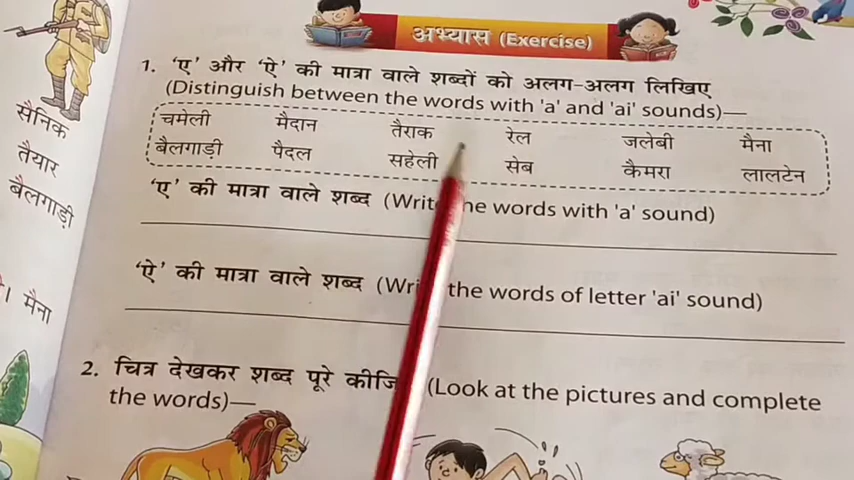 अभ्यास (Exercise)
1. 'ए' और 'ऐ' की मात्रा वाले शब्दों को अलग-अलग लिखिए
(Distinguish between the words with 'a' and 'ai' sounds)—
चमेली मैदान तैराक रेल जलेबी मैना
बैलगाड़ी पैदल सहेली सेब कैमरा लालटेन
'ए' की मात्रा वाले शब्द (Write the words with 'a' sound)
'ऐ' की मात्रा वाले शब्द (Write the words of letter 'ai' sound)
2. चित्र देखकर शब्द पूरे (Look at the pictures and complete
the words)—
सैनिक
तैयार
बैलगाड़ी
। मैना